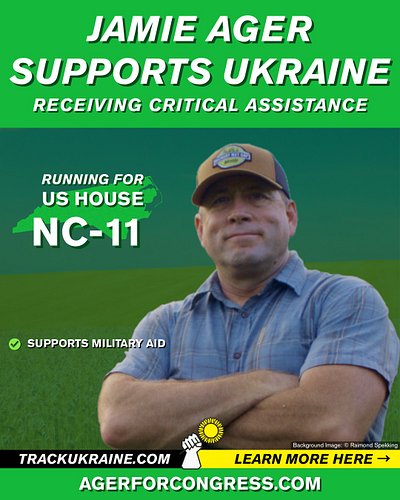 JAMIE AGER
SUPPORTS UKRAINE
RECEIVING CRITICAL ASSISTANCE
RUNNING FOR
US HOUSE
NC-11
SUPPORTS MILITARY AID
Background Image: © Raimond Spekking
TRACKUKRAINE.COM
LEARN MORE HERE →
AGERFORCONGRESS.COM